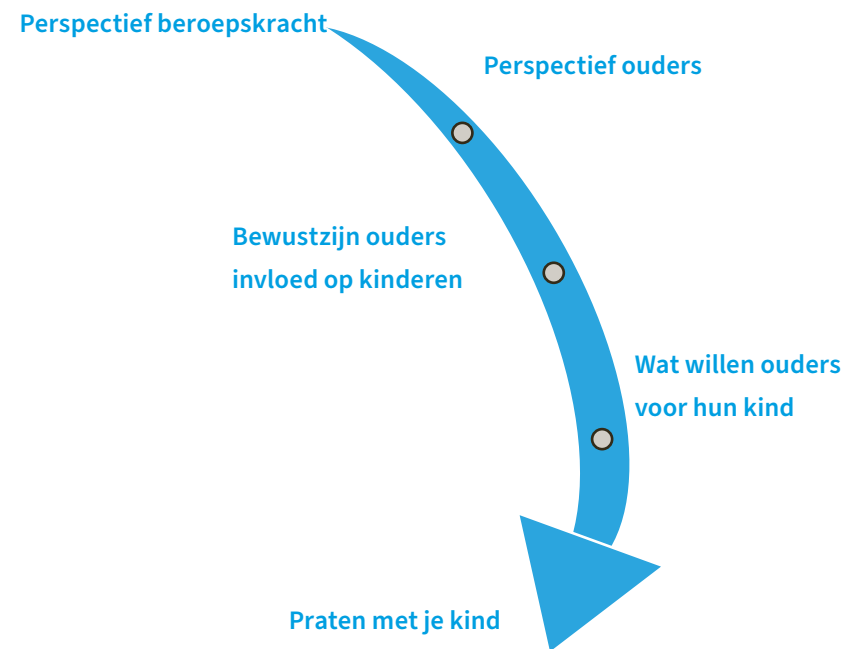 Perspectief beroepskracht
Perspectief ouders
Bewustzijn ouders
invloed op kinderen
Wat willen ouders
voor hun kind
Praten met je kind